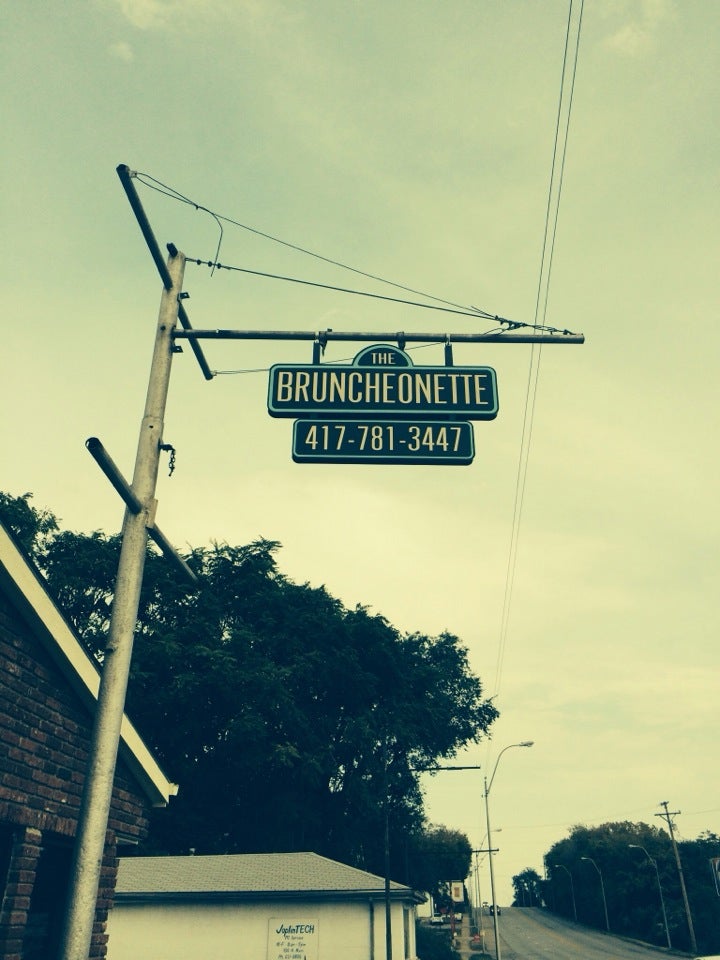 THE
BRUNCHEONETTE
417-781-3447
JoplinTECH